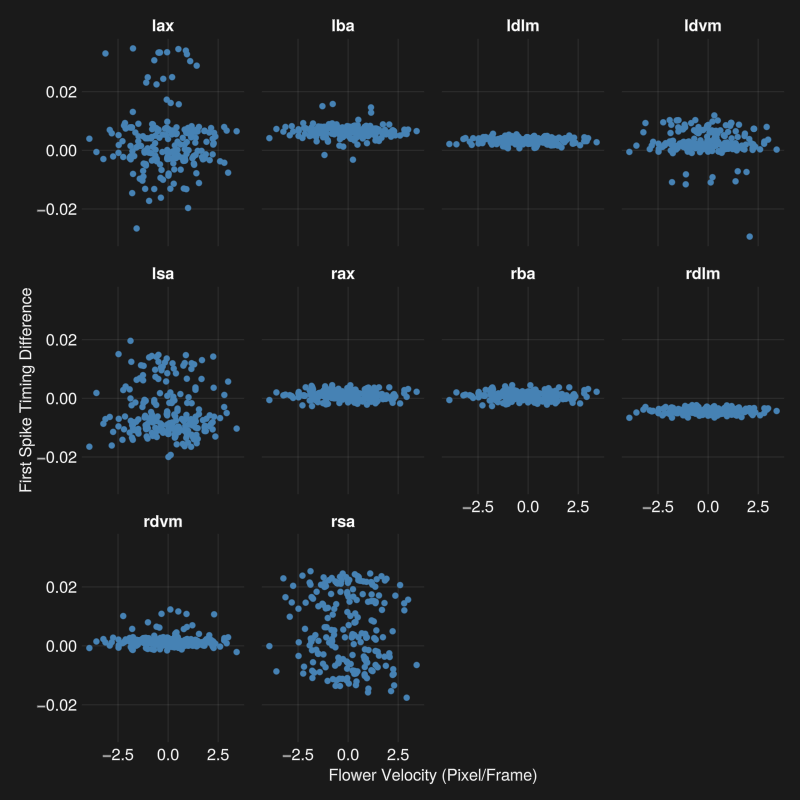 lax lba ldlm ldvm
0.02
0.00
−0.02
lsa rax rba rdlm
0.02
0.00
−0.02
−2.5 0.0 2.5 −2.5 0.0 2.5
rdvm rsa
0.02
0.00
−0.02
−2.5 0.0 2.5 −2.5 0.0 2.5
First Spike Timing Difference
Flower Velocity (Pixel/Frame)